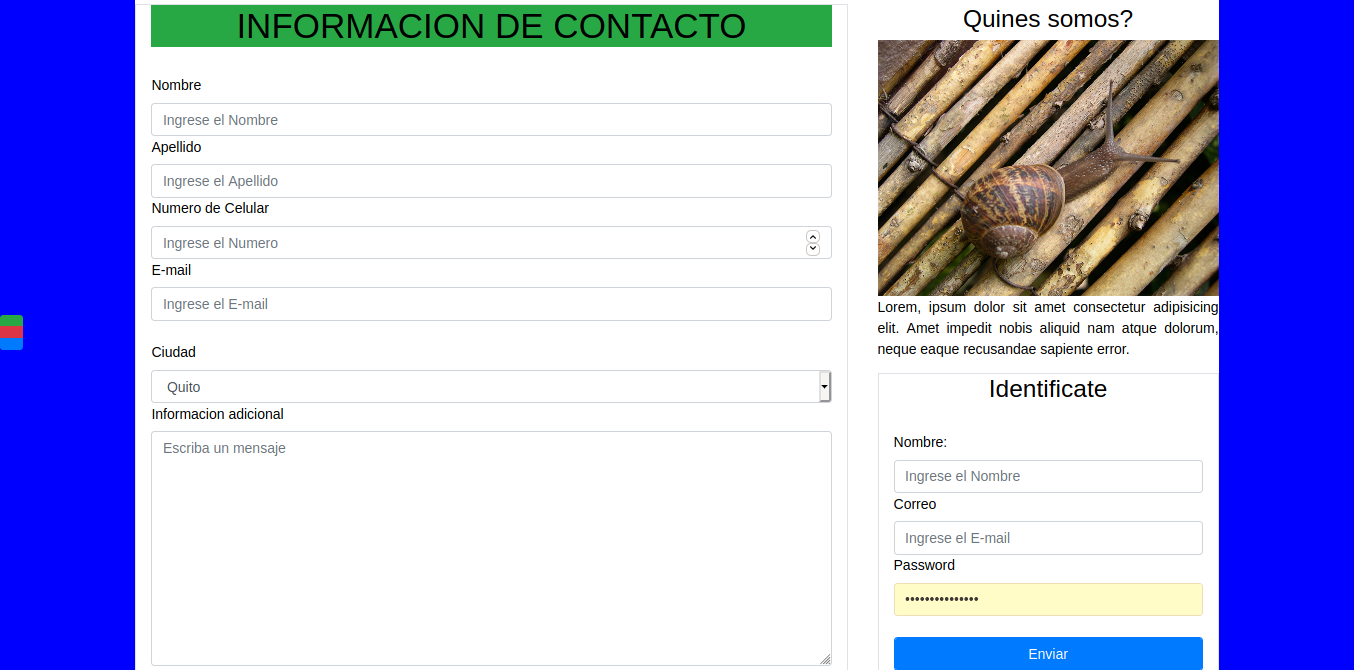 INFORMACION DE CONTACTO
Nombre
Ingrese el Nombre
Apellido
Ingrese el Apellido
Numero de Celular
Ingrese el Numero
E-mail
Ingrese el E-mail
Ciudad
Quito
Informacion adicional
Escriba un mensaje
Quines somos?
Lorem, ipsum dolor sit amet consectetur adipisicing
elit. Amet impedit nobis aliquid nam atque dolorum,
neque eaque recusandae sapiente error.
Identificate
Nombre:
Ingrese el Nombre
Correo
Ingrese el E-mail
Password
•••••••••••••••
Enviar